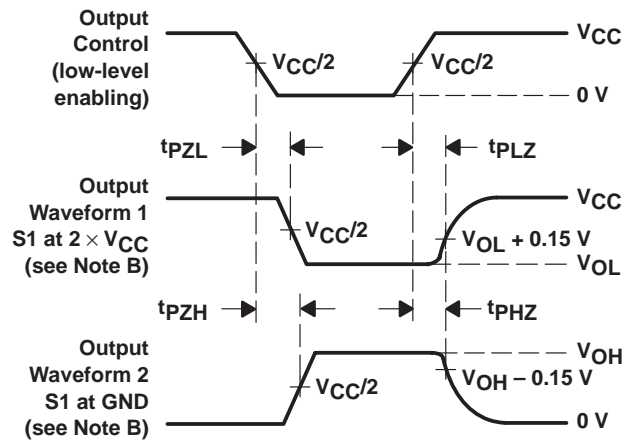 Output
Control
(low-level
enabling)
VCC
VCC/2
VCC/2
0 V
tPZL
tPLZ
Output
Waveform 1
S1 at 2 × VCC
(see Note B)
VCC
VCC/2
VOL + 0.15 V
VOL
tPZH
tPHZ
Output
Waveform 2
S1 at GND
(see Note B)
VOH
VCC/2
VOH − 0.15 V
0 V